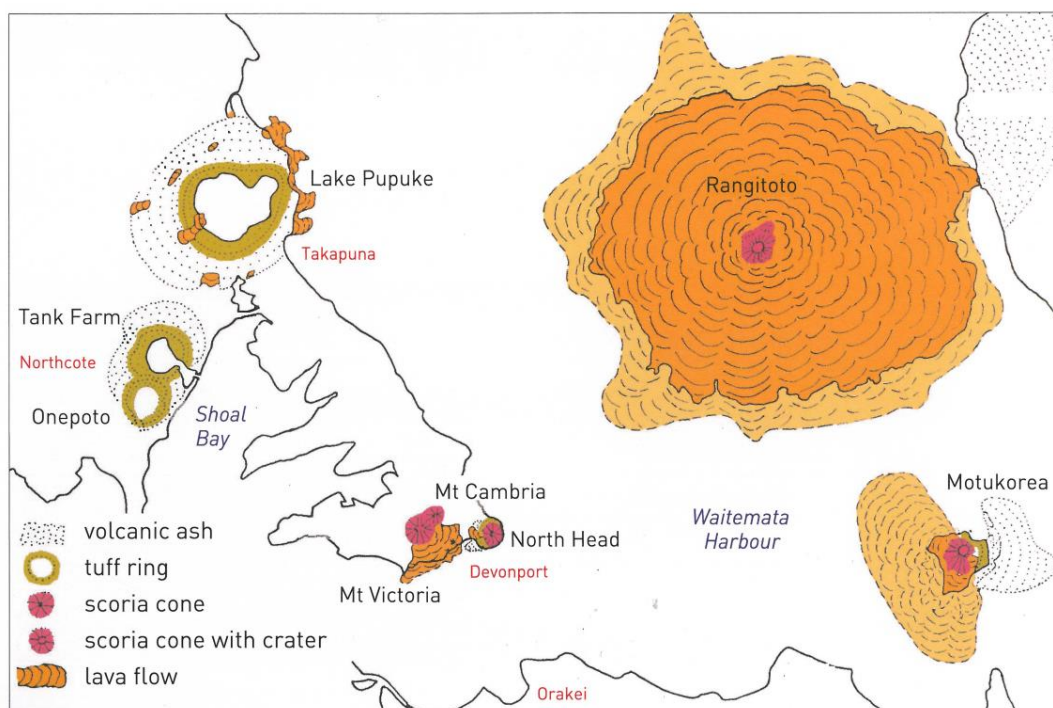 Lake Pupuke
Rangitoto
Takapuna
Tank Farm
Northcote
Onepoto
Shoal
Bay
Mt Cambria
Motukorea
Waitemata
Harbour
North Head
Devonport
Mt Victoria
Orakei
volcanic ash
tuff ring
scoria cone
scoria cone with crater
lava flow